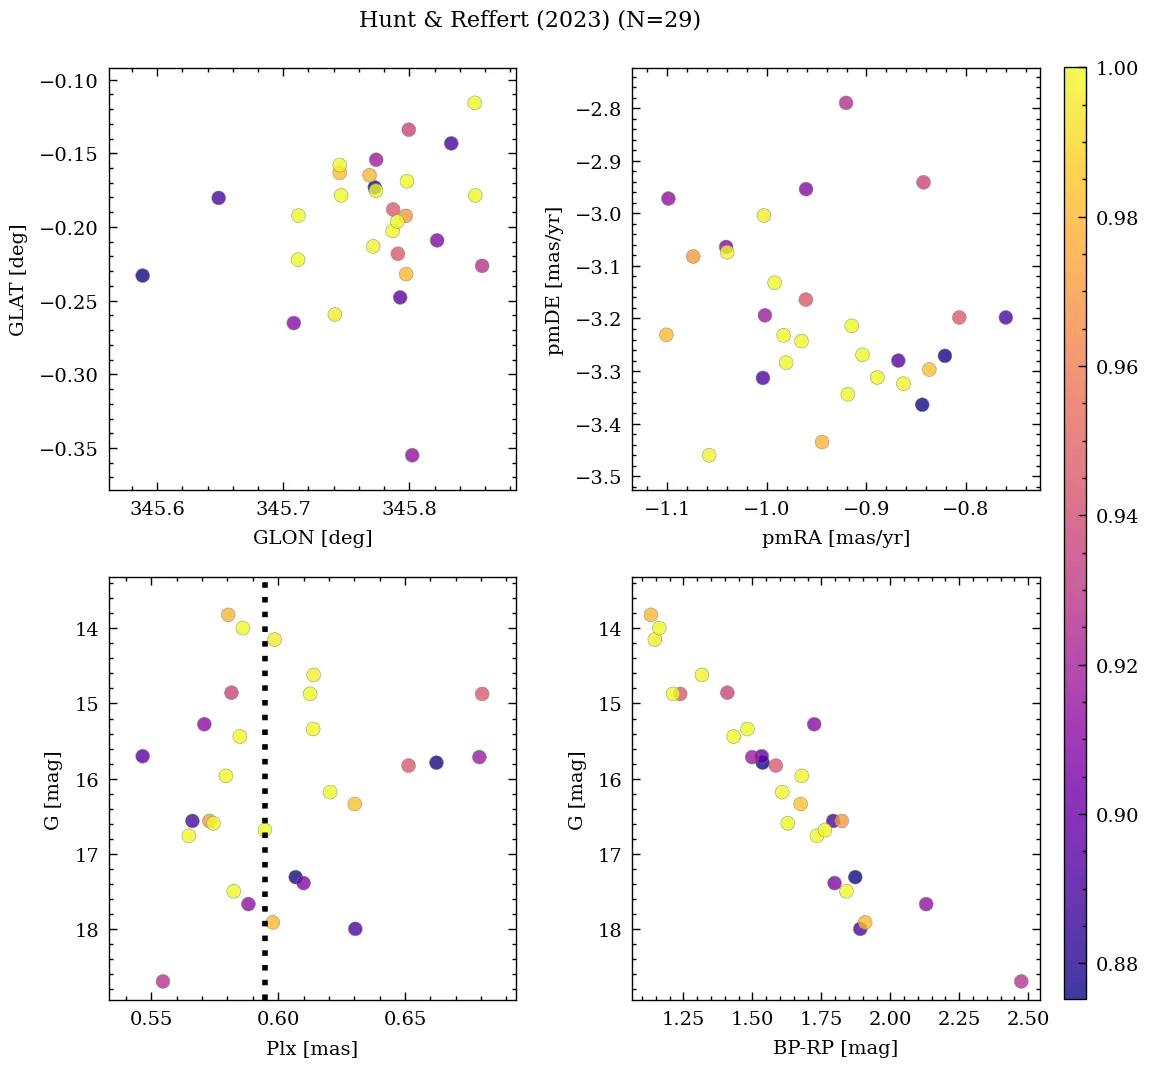 Hunt & Reffert (2023) (N=29)
−0.10
−0.15
−0.20
−0.25
−0.30
−0.35
GLAT [deg]
345.6 345.7 345.8
GLON [deg]
−2.8
−2.9
−3.0
−3.1
−3.2
−3.3
−3.4
−3.5
pmDE [mas/yr]
−1.1 −1.0 −0.9 −0.8
pmRA [mas/yr]
14
15
16
17
18
G [mag]
0.55 0.60 0.65
Plx [mas]
14
15
16
17
18
G [mag]
1.25 1.50 1.75 2.00 2.25 2.50
BP-RP [mag]
1.00
0.98
0.96
0.94
0.92
0.90
0.88